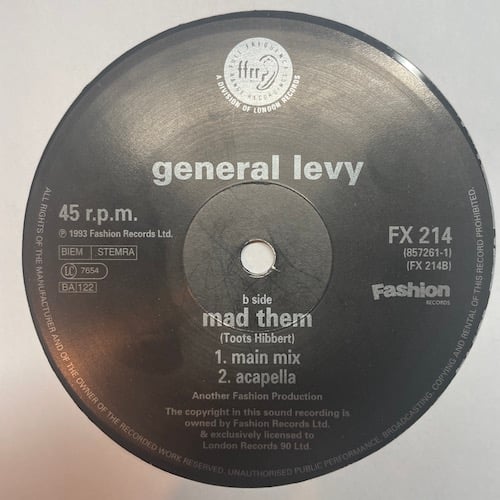 FULL FREQUENCY
ffrr
RANGE RECORDINGS
A DIVISION OF LONDON RECORDS
general levy
45 r.p.m.
℗ 1993 Fashion Records Ltd.
BIEM STEMRA
LC 7654
BA 122
FX 214
(857261-1)
(FX 214B)
Fashion
RECORDS
b side
mad them
(Toots Hibbert)
1. main mix
2. acapella
Another Fashion Production
The copyright in this sound recording is
owned by Fashion Records Ltd.
& exclusively licensed to
London Records 90 Ltd.
ALL RIGHTS OF THE MANUFACTURER AND OF THE OWNER OF THE RECORDED WORK RESERVED. UNAUTHORISED PUBLIC PERFORMANCE, BROADCASTING, COPYING AND RENTAL OF THIS RECORD PROHIBITED.